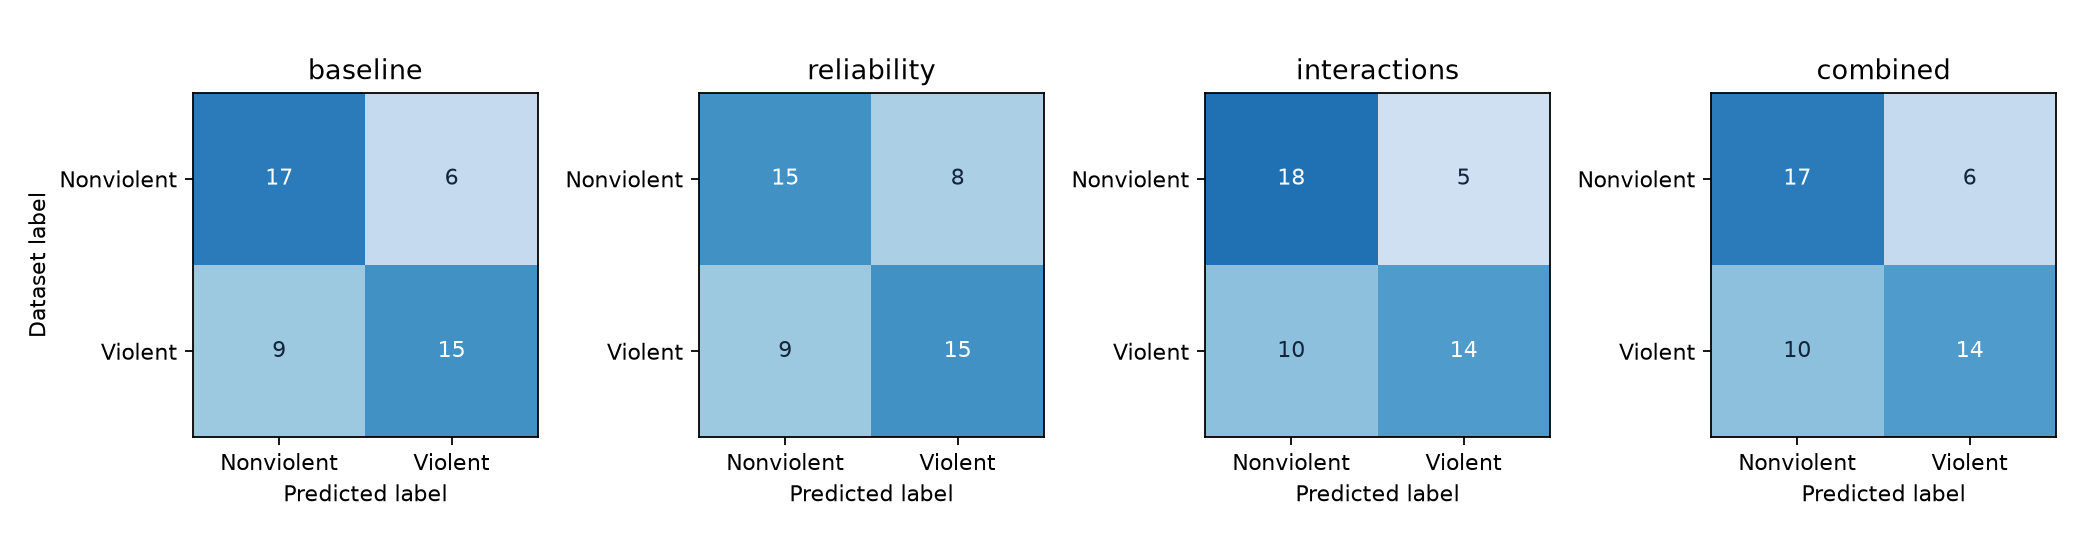 baseline
Dataset label
Nonviolent
17
6
Violent
9
15
Nonviolent
Violent
Predicted label
reliability
Nonviolent
15
8
Violent
9
15
Nonviolent
Violent
Predicted label
interactions
Nonviolent
18
5
Violent
10
14
Nonviolent
Violent
Predicted label
combined
Nonviolent
17
6
Violent
10
14
Nonviolent
Violent
Predicted label